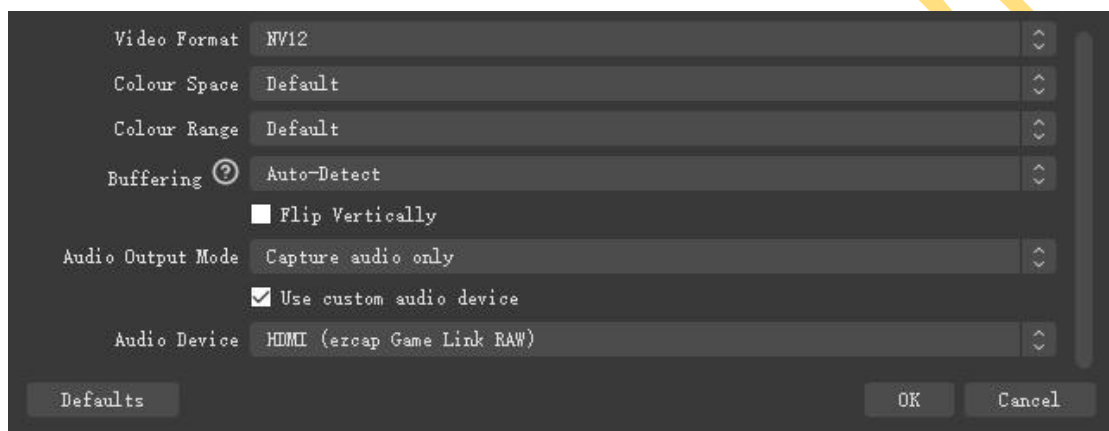 Video Format NV12
Colour Space Default
Colour Range Default
Buffering ? Auto-Detect
Flip Vertically
Audio Output Mode Capture audio only
Use custom audio device
Audio Device HDMI (ezcap Game Link RAW)
Defaults OK Cancel